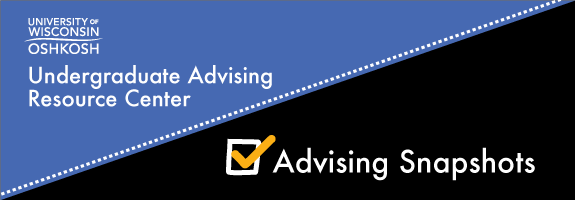 UNIVERSITY OF
WISCONSIN
OSHKOSH
Undergraduate Advising
Resource Center
Advising Snapshots